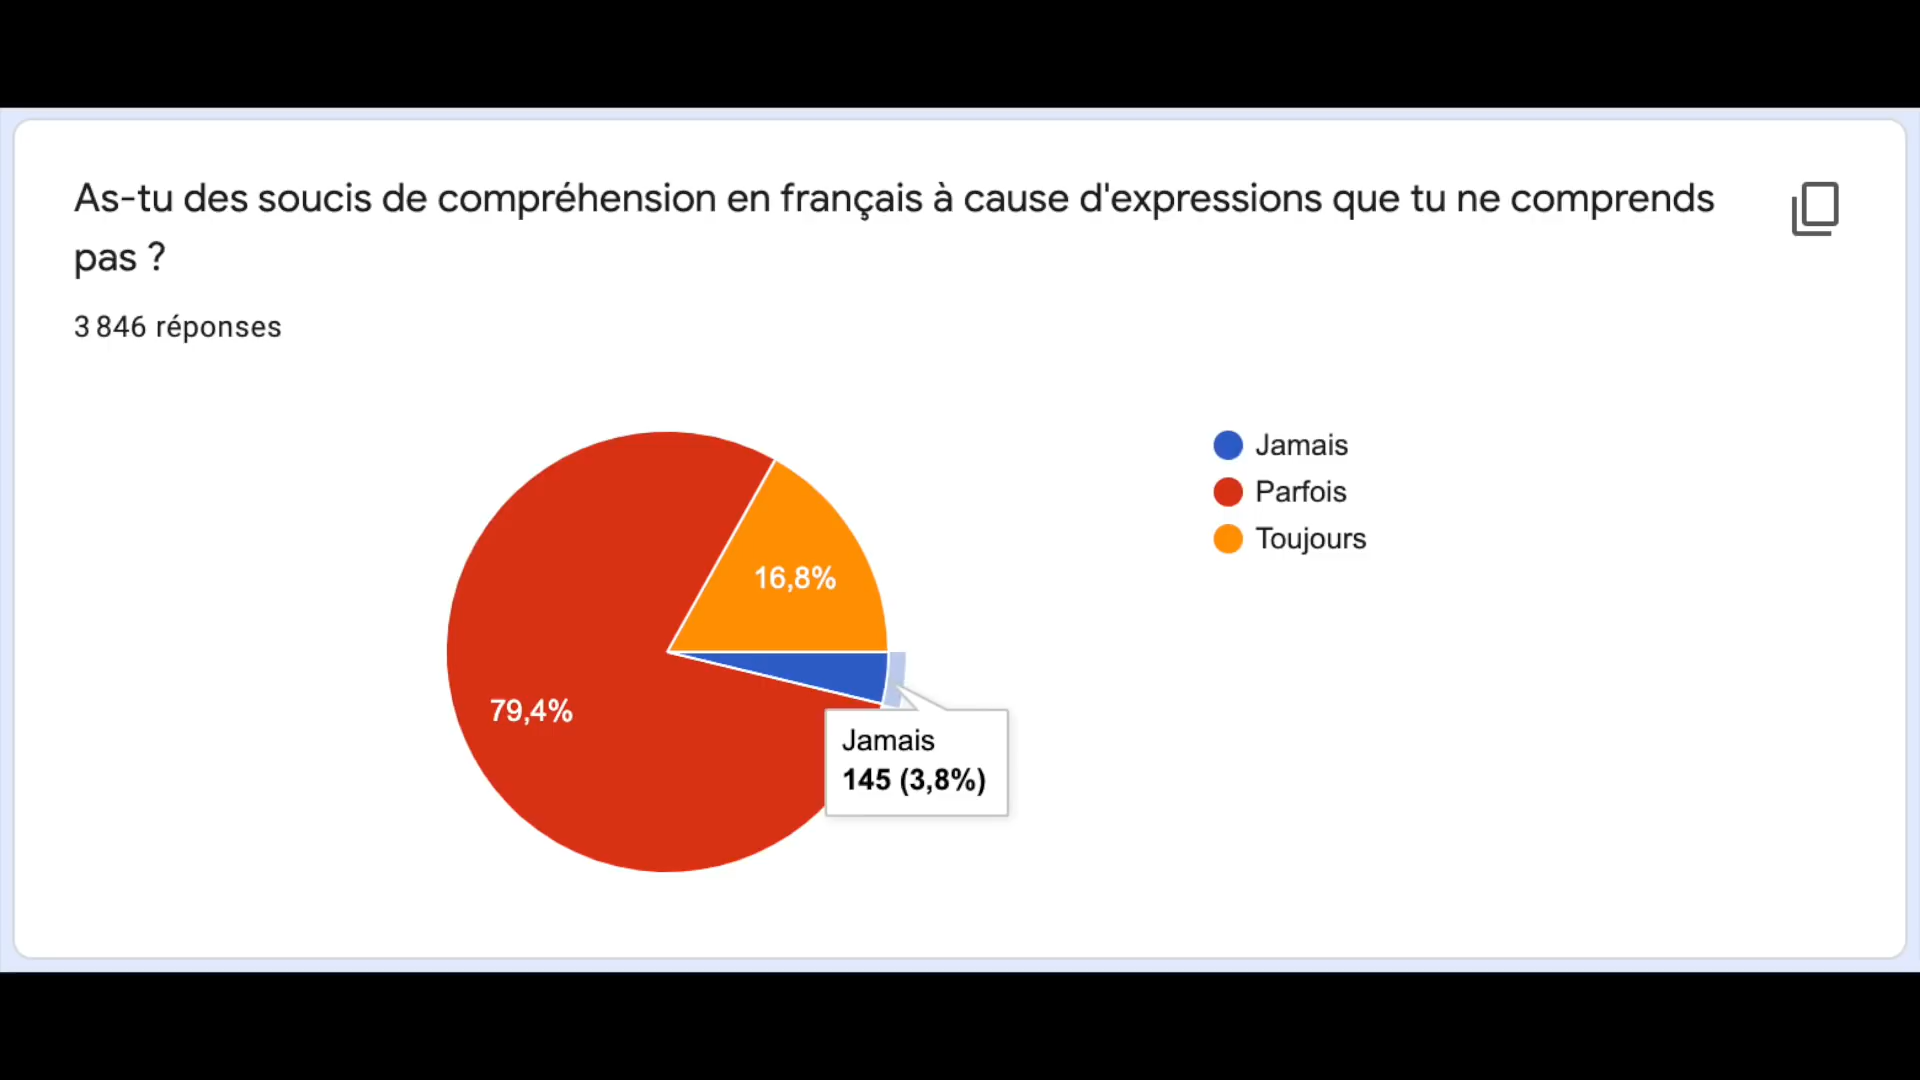 As-tu des soucis de compréhension en français à cause d'expressions que tu ne comprends
pas ?
3 846 réponses
Jamais
Parfois
Toujours
16,8%
79,4%
Jamais
145 (3,8%)